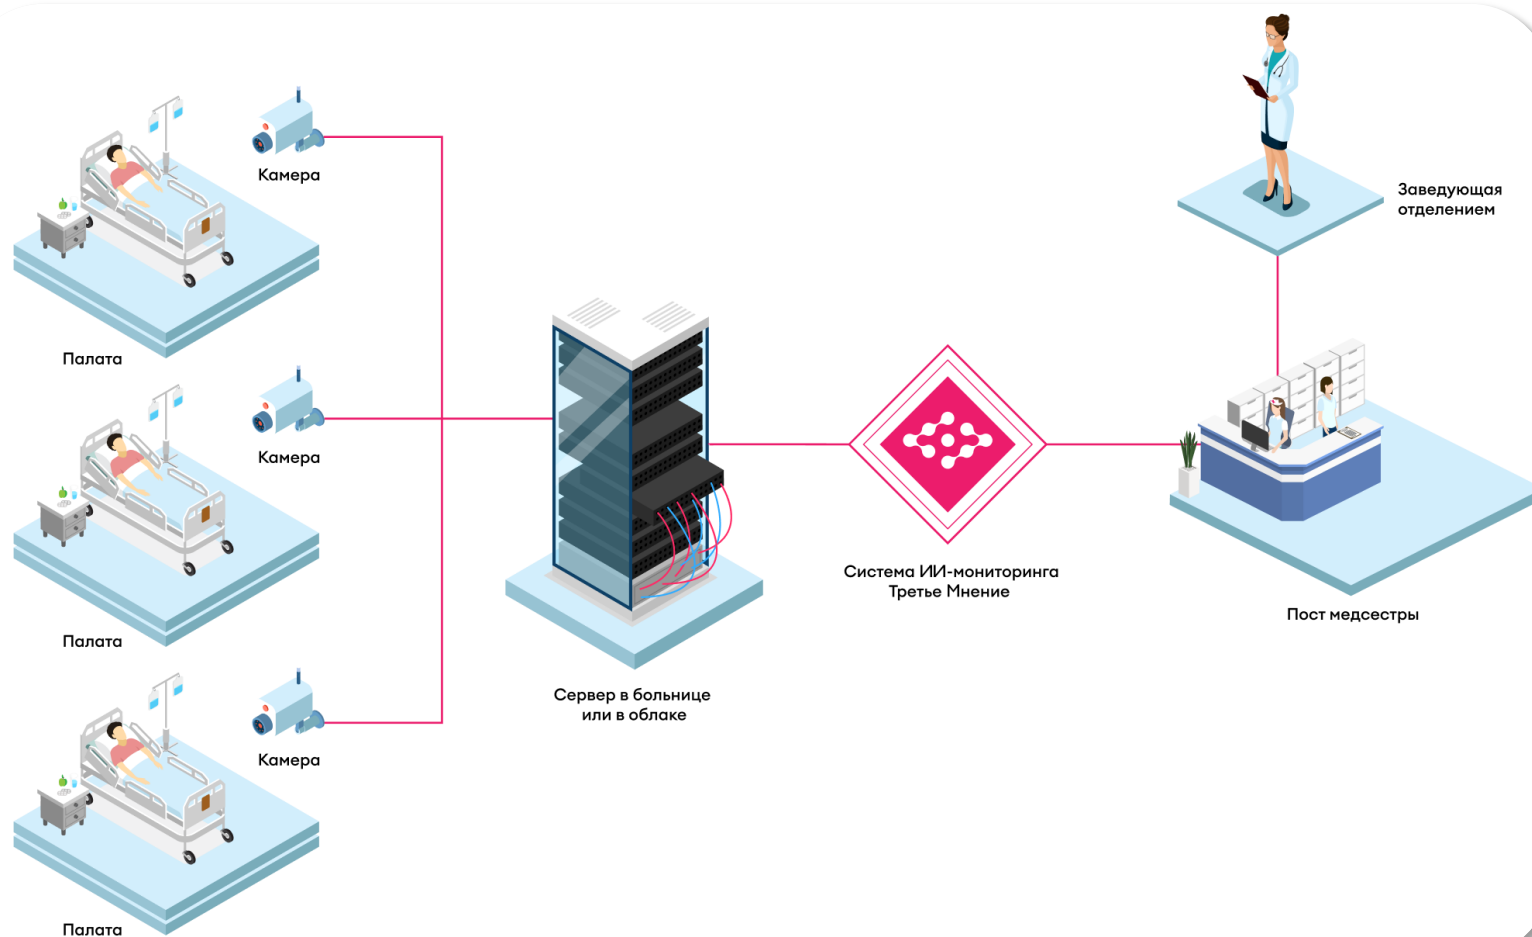 Камера
Палата
Камера
Палата
Камера
Палата
Сервер в больнице
или в облаке
Система ИИ-мониторинга
Третье Мнение
Заведующая
отделением
Пост медсестры